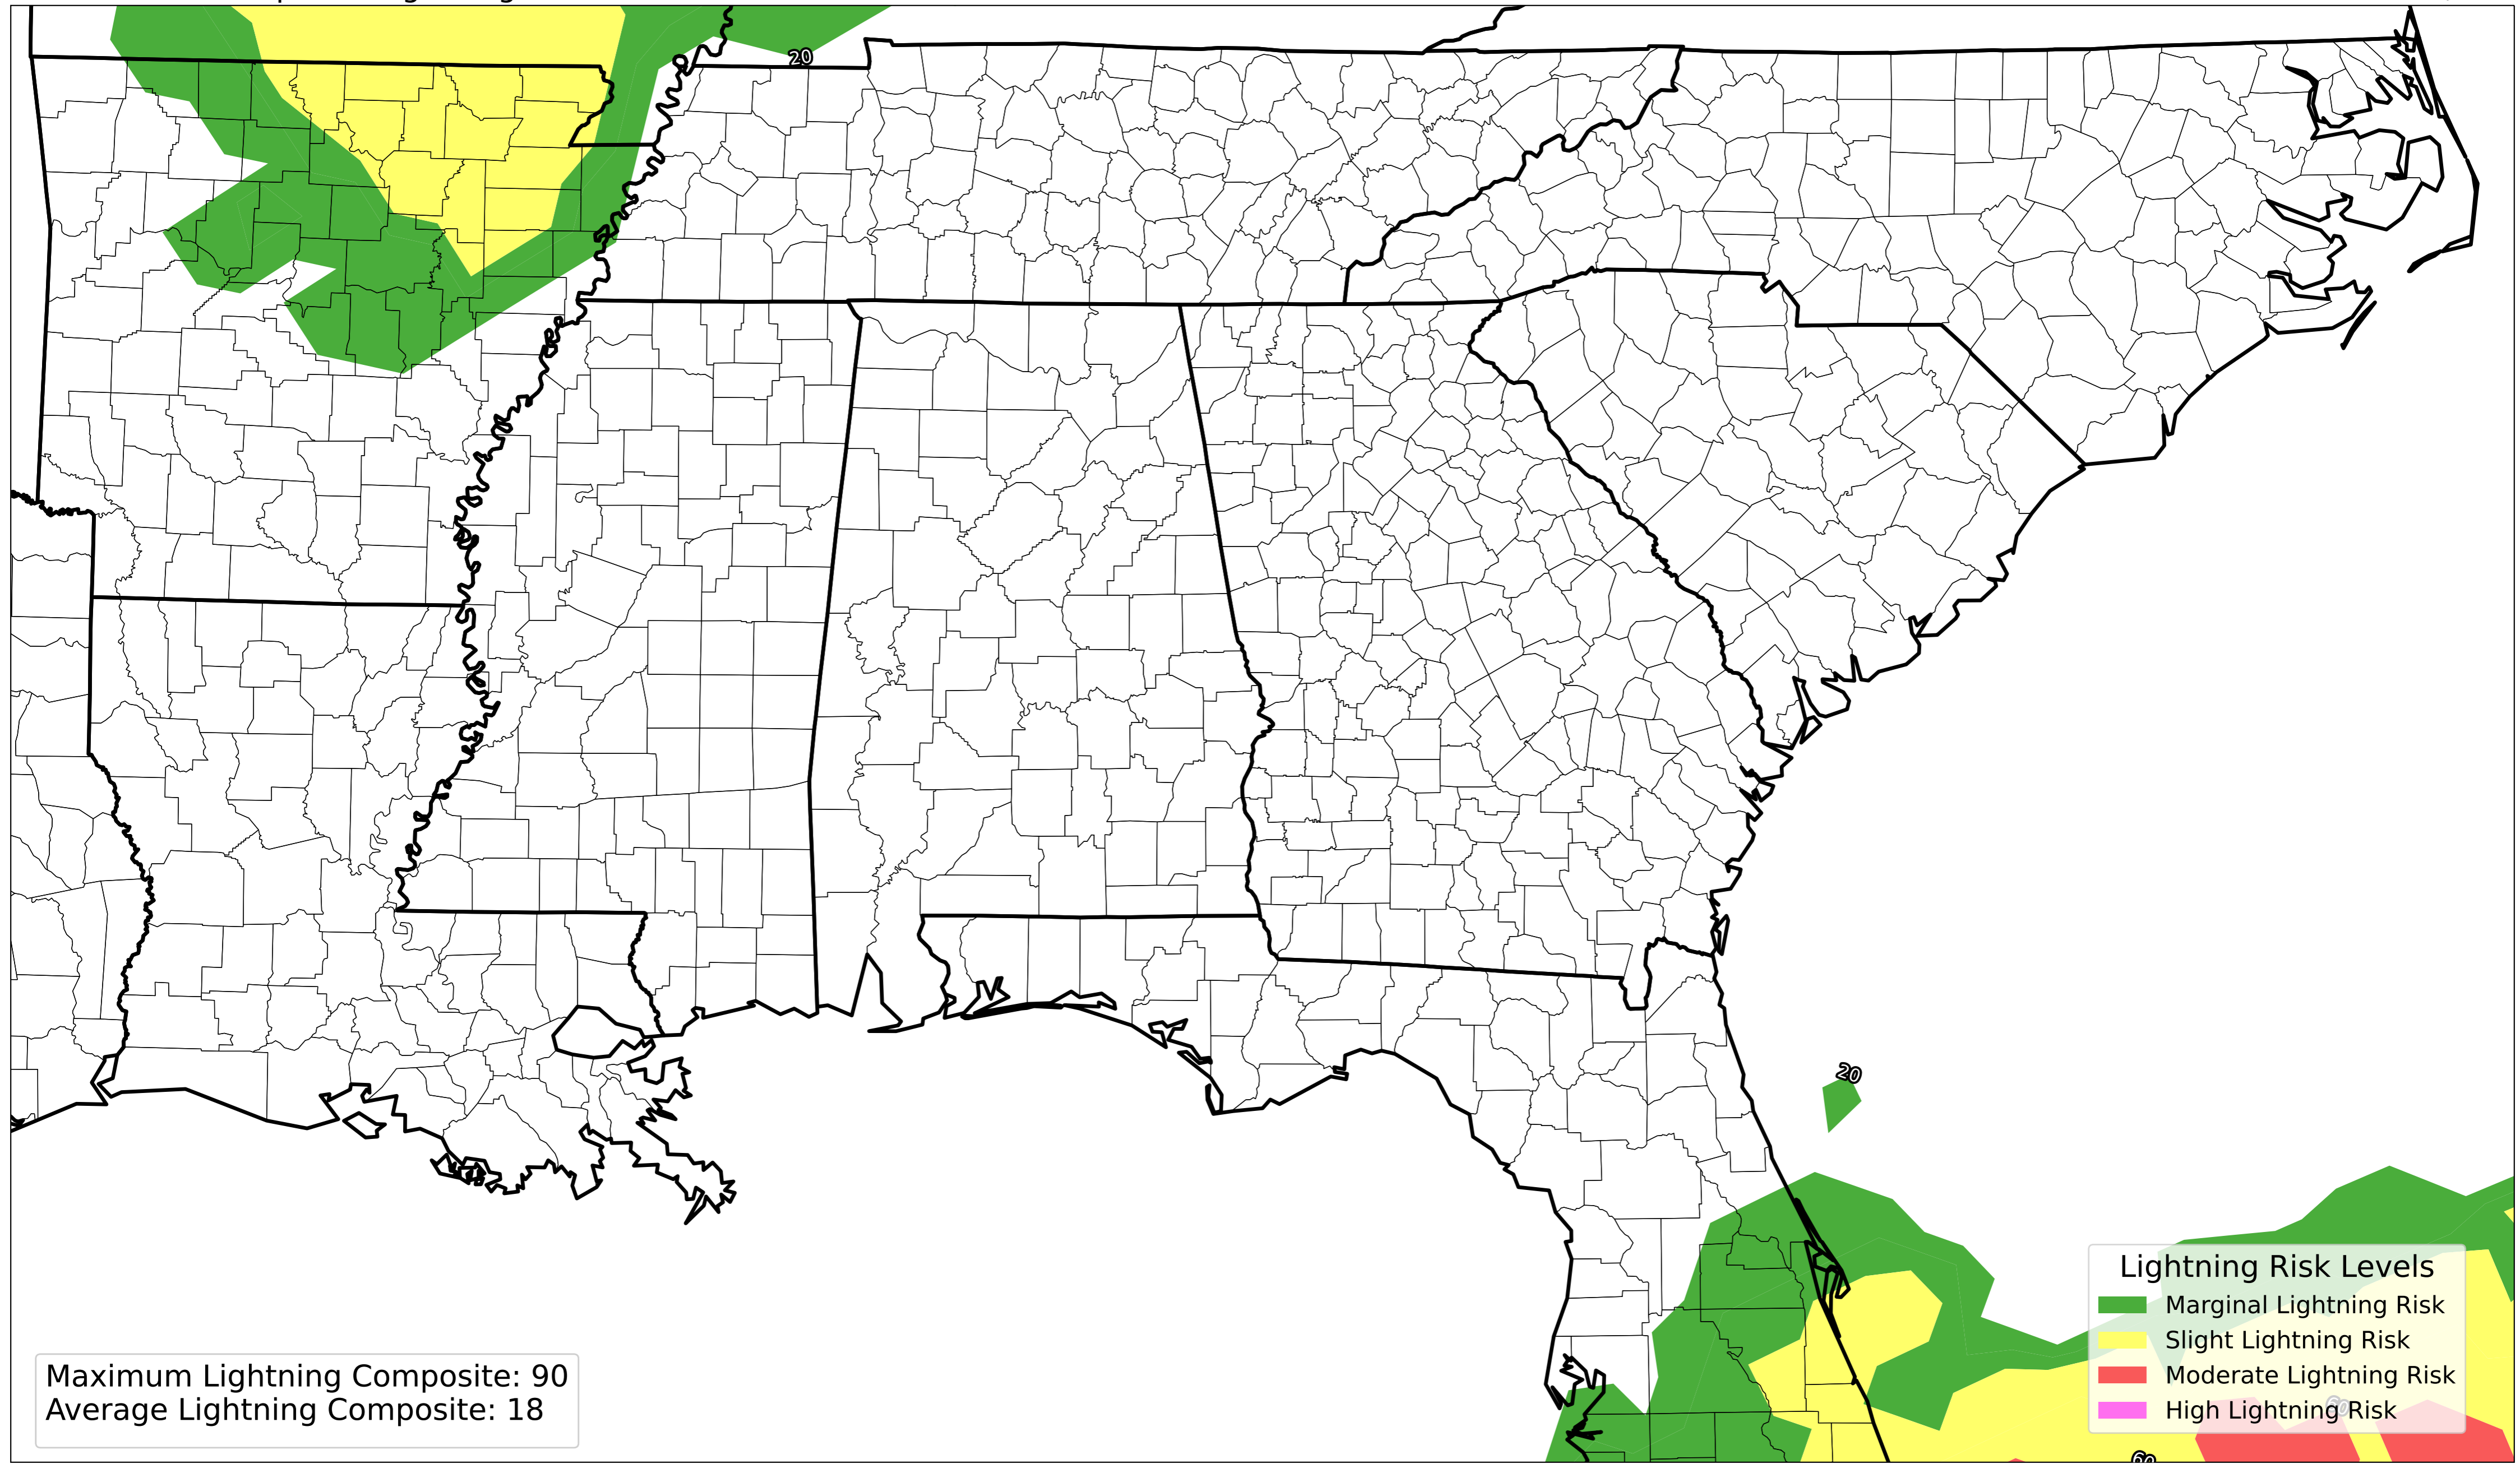 20
20
Lightning Risk Levels
Marginal Lightning Risk
Slight Lightning Risk
Moderate Lightning Risk
High Lightning Risk
Maximum Lightning Composite: 90
Average Lightning Composite: 18
60